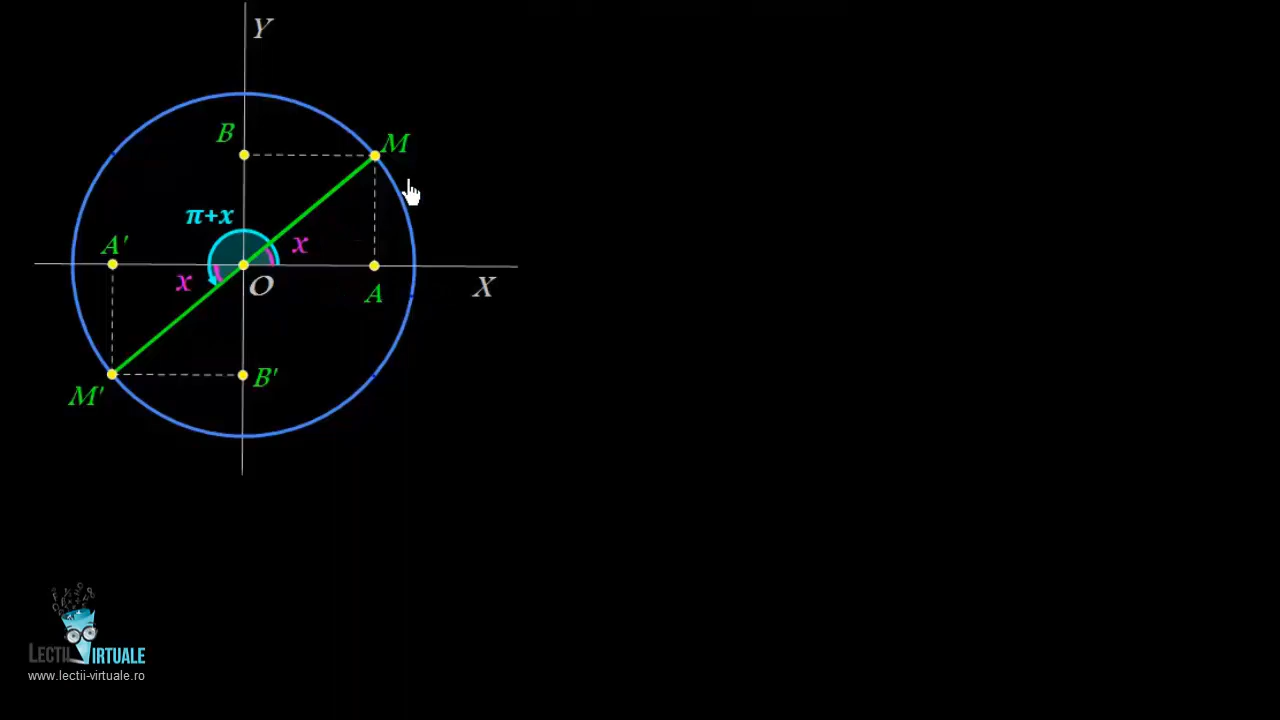 Y
B
M
π+x
A'
x
x
O
A
X
M'
B'
LECTII VIRTUALE
www.lectii-virtuale.ro